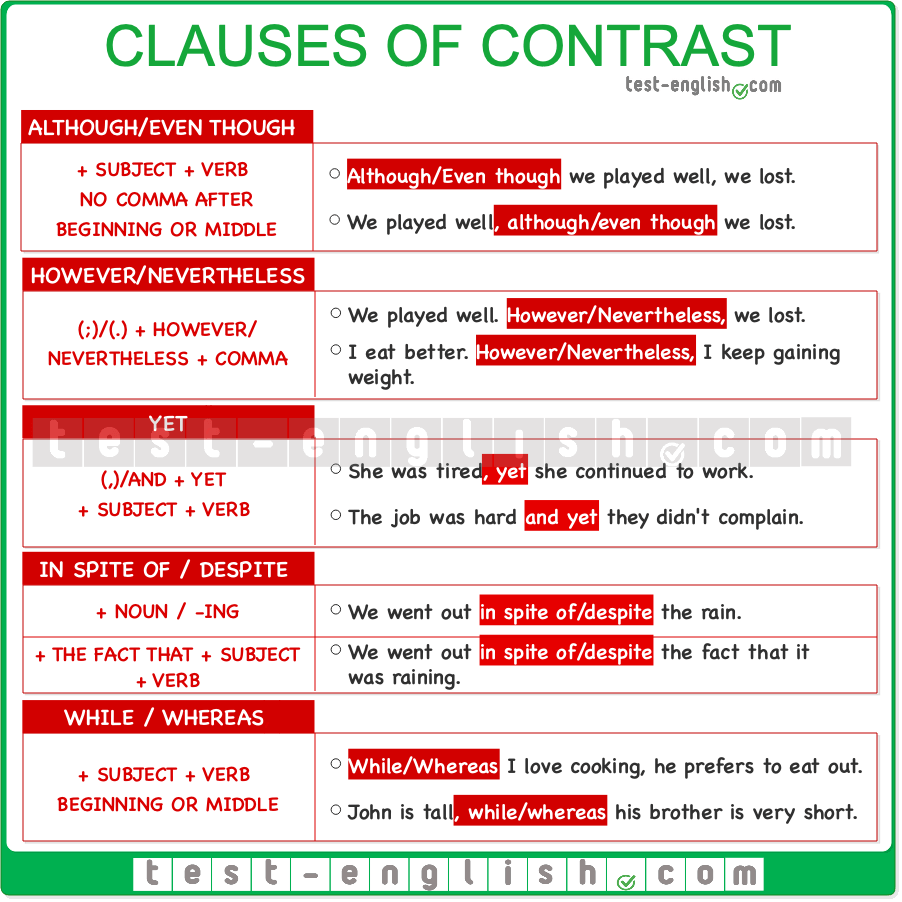 CLAUSES OF CONTRAST
test-english.com
ALTHOUGH/EVEN THOUGH
+ SUBJECT + VERB
NO COMMA AFTER
BEGINNING OR MIDDLE
Although/Even though we played well, we lost.
We played well, although/even though we lost.
HOWEVER/NEVERTHELESS
(;)/(.) + HOWEVER/
NEVERTHELESS + COMMA
We played well. However/Nevertheless, we lost.
I eat better. However/Nevertheless, I keep gaining
weight.
YET
test-english.com
(,)/AND + YET
+ SUBJECT + VERB
She was tired, yet she continued to work.
The job was hard and yet they didn't complain.
IN SPITE OF / DESPITE
+ NOUN / -ING
We went out in spite of/despite the rain.
+ THE FACT THAT + SUBJECT
+ VERB
We went out in spite of/despite the fact that it
was raining.
WHILE / WHEREAS
+ SUBJECT + VERB
BEGINNING OR MIDDLE
While/Whereas I love cooking, he prefers to eat out.
John is tall, while/whereas his brother is very short.
test-english.com